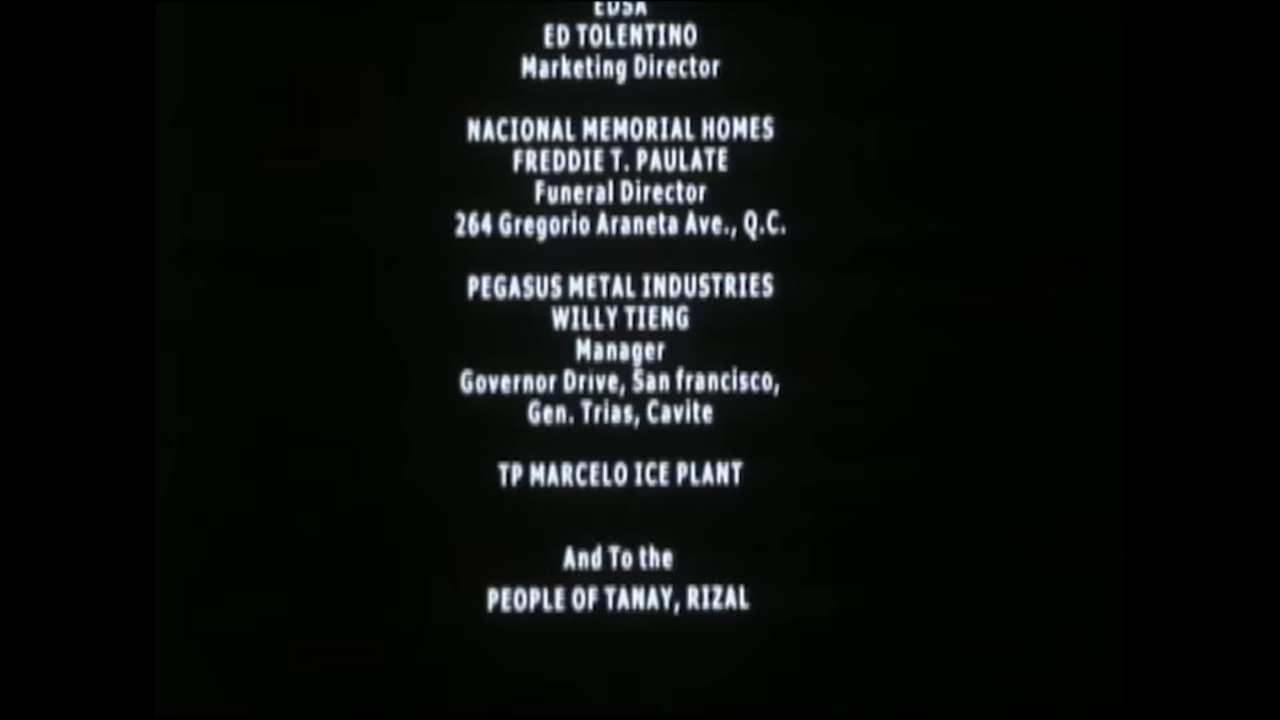 EDSA
ED TOLENTINO
Marketing Director
NACIONAL MEMORIAL HOMES
FREDDIE T. PAULATE
Funeral Director
264 Gregorio Araneta Ave., Q.C.
PEGASUS METAL INDUSTRIES
WILLY TIENG
Manager
Governor Drive, San francisco,
Gen. Trias, Cavite
TP MARCELO ICE PLANT
And To the
PEOPLE OF TANAY, RIZAL